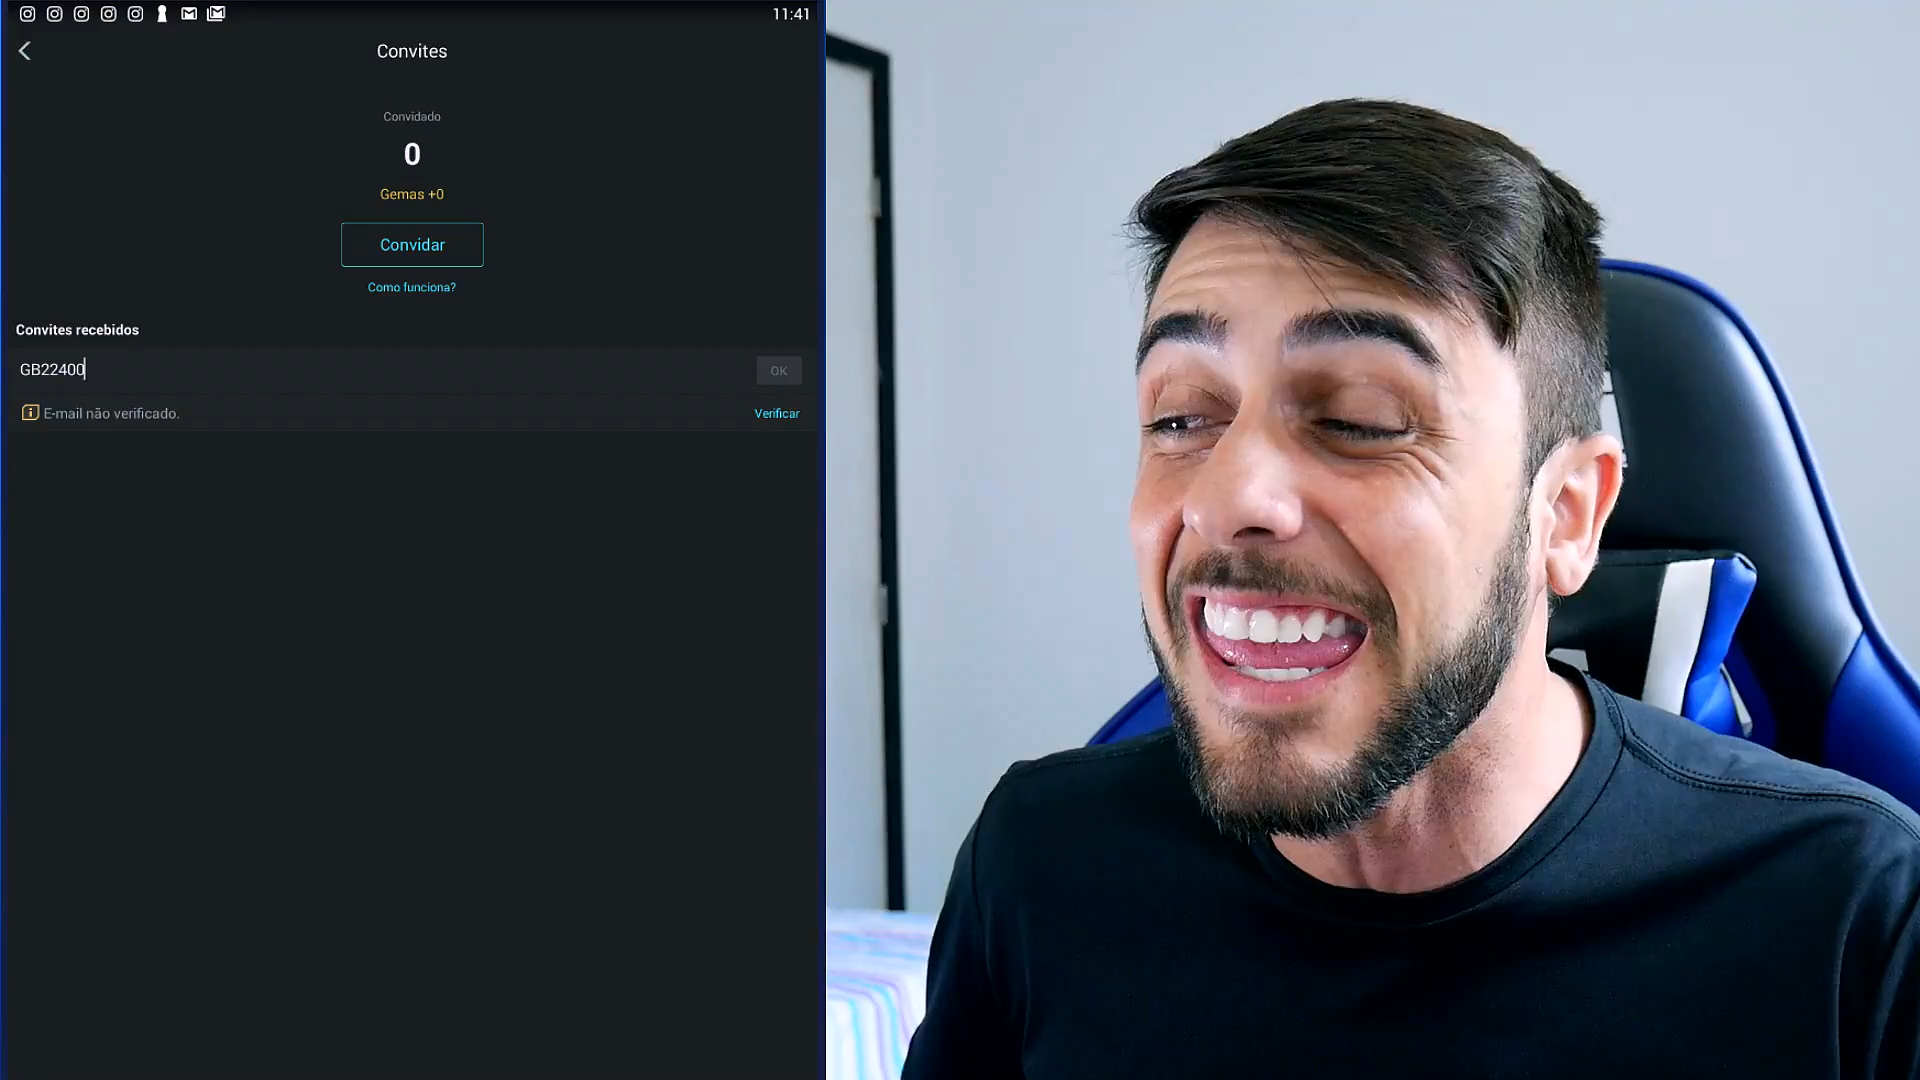 11:41
Convites
Convidado
0
Gemas +0
Convidar
Como funciona?
Convites recebidos
GB22400
OK
E-mail não verificado.
Verificar